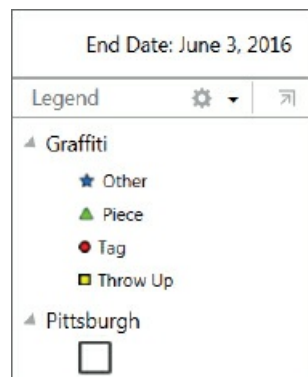 End Date: June 3, 2016
Legend
Graffiti
Other
Piece
Tag
Throw Up
Pittsburgh